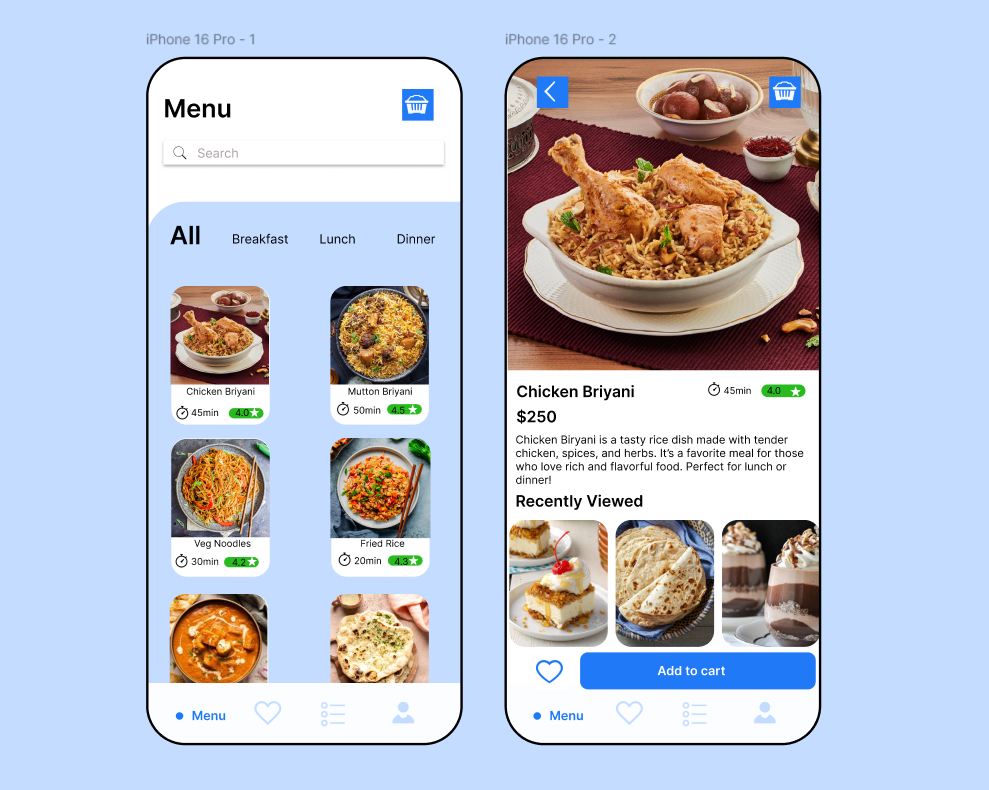 iPhone 16 Pro - 1
Menu
Search
All Breakfast Lunch Dinner
Chicken Briyani
45min 4.0
Mutton Briyani
50min 4.5
Veg Noodles
30min 4.2
Fried Rice
20min 4.3
Menu
iPhone 16 Pro - 2
Chicken Briyani 45min 4.0
$250
Chicken Biryani is a tasty rice dish made with tender
chicken, spices, and herbs. It's a favorite meal for those
who love rich and flavorful food. Perfect for lunch or
dinner!
Recently Viewed
Add to cart
Menu